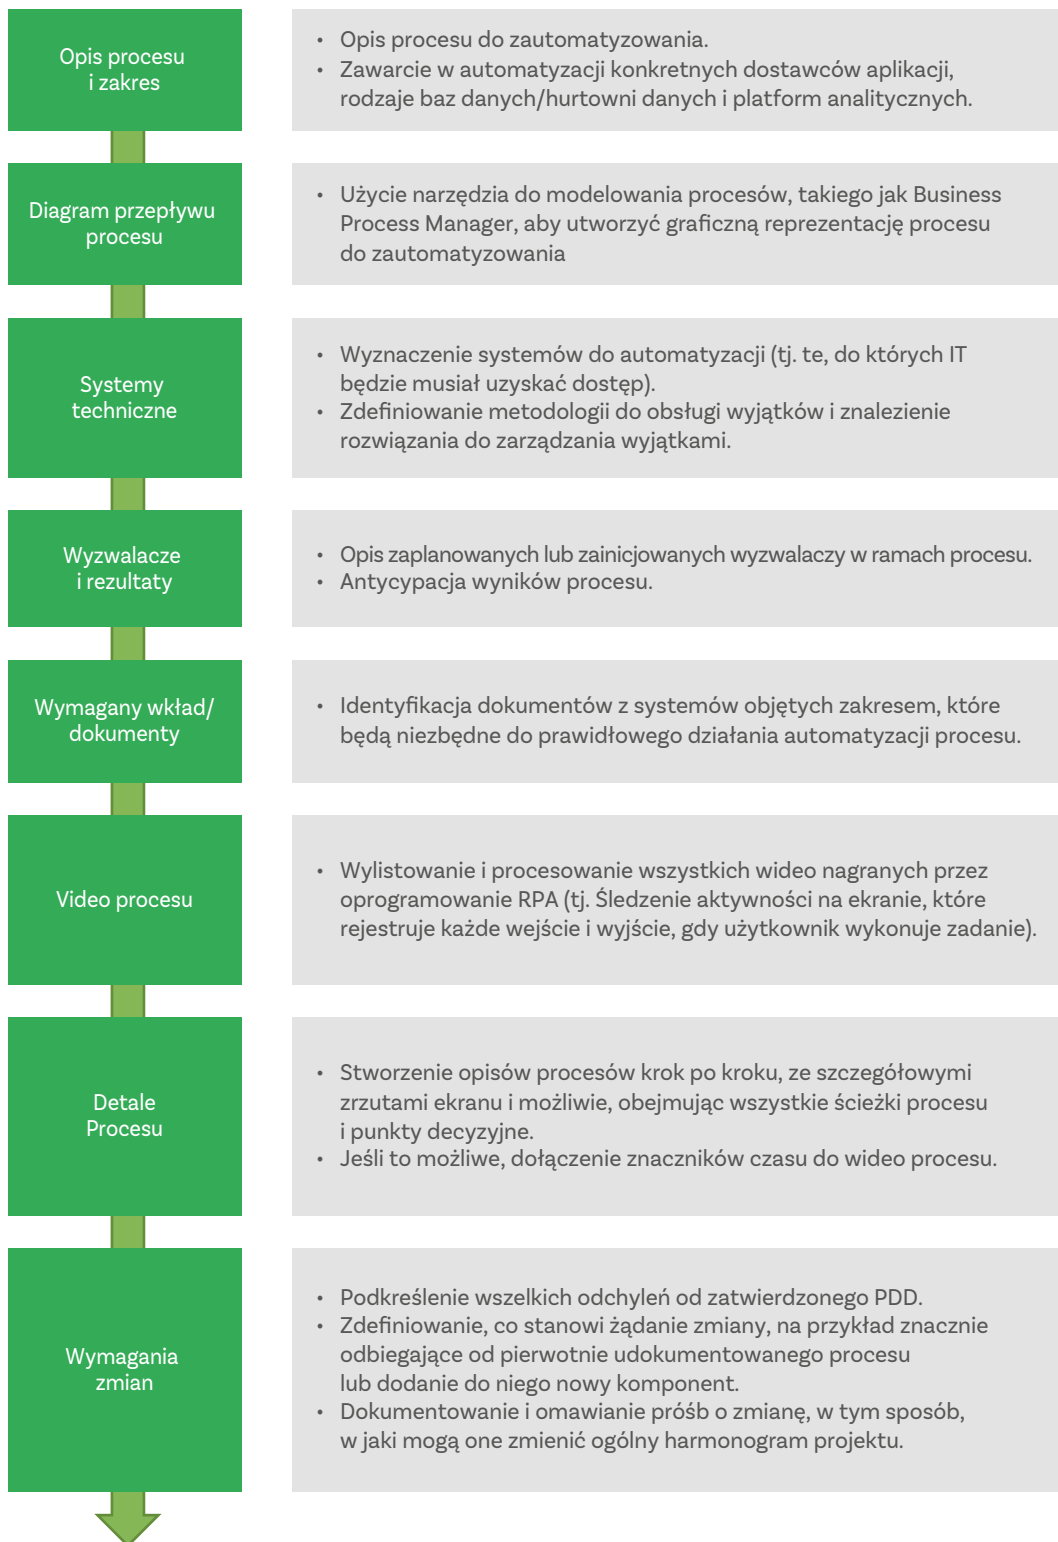 Opis procesu
i zakres
• Opis procesu do zautomatyzowania.
• Zawarcie w automatyzacji konkretnych dostawców aplikacji,
rodzaje baz danych/hurtowni danych i platform analitycznych.
Diagram przepływu
procesu
• Użycie narzędzia do modelowania procesów, takiego jak Business
Process Manager, aby utworzyć graficzną reprezentację procesu
do zautomatyzowania
Systemy
techniczne
• Wyznaczenie systemów do automatyzacji (tj. te, do których IT
będzie musiał uzyskać dostęp).
• Zdefiniowanie metodologii do obsługi wyjątków i znalezienie
rozwiązania do zarządzania wyjątkami.
Wyzwalacze
i rezultaty
• Opis zaplanowanych lub zainicjowanych wyzwalaczy w ramach procesu.
• Antycypacja wyników procesu.
Wymagany wkład/
dokumenty
• Identyfikacja dokumentów z systemów objętych zakresem, które
będą niezbędne do prawidłowego działania automatyzacji procesu.
Video procesu
• Wylistowanie i procesowanie wszystkich wideo nagranych przez
oprogramowanie RPA (tj. Śledzenie aktywności na ekranie, które
rejestruje każde wejście i wyjście, gdy użytkownik wykonuje zadanie).
Detale
Procesu
• Stworzenie opisów procesów krok po kroku, ze szczegółowymi
zrzutami ekranu i możliwie, obejmując wszystkie ścieżki procesu
i punkty decyzyjne.
• Jeśli to możliwe, dołączenie znaczników czasu do wideo procesu.
Wymagania
zmian
• Podkreślenie wszelkich odchyleń od zatwierdzonego PDD.
• Zdefiniowanie, co stanowi żądanie zmiany, na przykład znacznie
odbiegające od pierwotnie udokumentowanego procesu
lub dodanie do niego nowy komponent.
• Dokumentowanie i omawianie próśb o zmianę, w tym sposób,
w jaki mogą one zmienić ogólny harmonogram projektu.